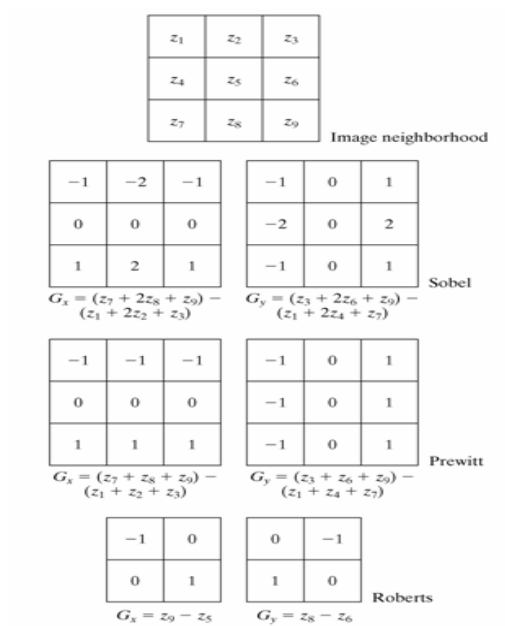 z₁ z₂ z₃
z₄ z₅ z₆
z₇ z₈ z₉
Image neighborhood
−1 −2 −1 −1 0 1
0 0 0 −2 0 2
1 2 1 −1 0 1
Sobel
Gₓ = (z₇ + 2z₈ + z₉) − G_y = (z₃ + 2z₆ + z₉) −
(z₁ + 2z₂ + z₃) (z₁ + 2z₄ + z₇)
−1 −1 −1 −1 0 1
0 0 0 −1 0 1
1 1 1 −1 0 1
Prewitt
Gₓ = (z₇ + z₈ + z₉) − G_y = (z₃ + z₆ + z₉) −
(z₁ + z₂ + z₃) (z₁ + z₄ + z₇)
−1 0 0 −1
0 1 1 0
Roberts
Gₓ = z₉ − z₅ G_y = z₈ − z₆